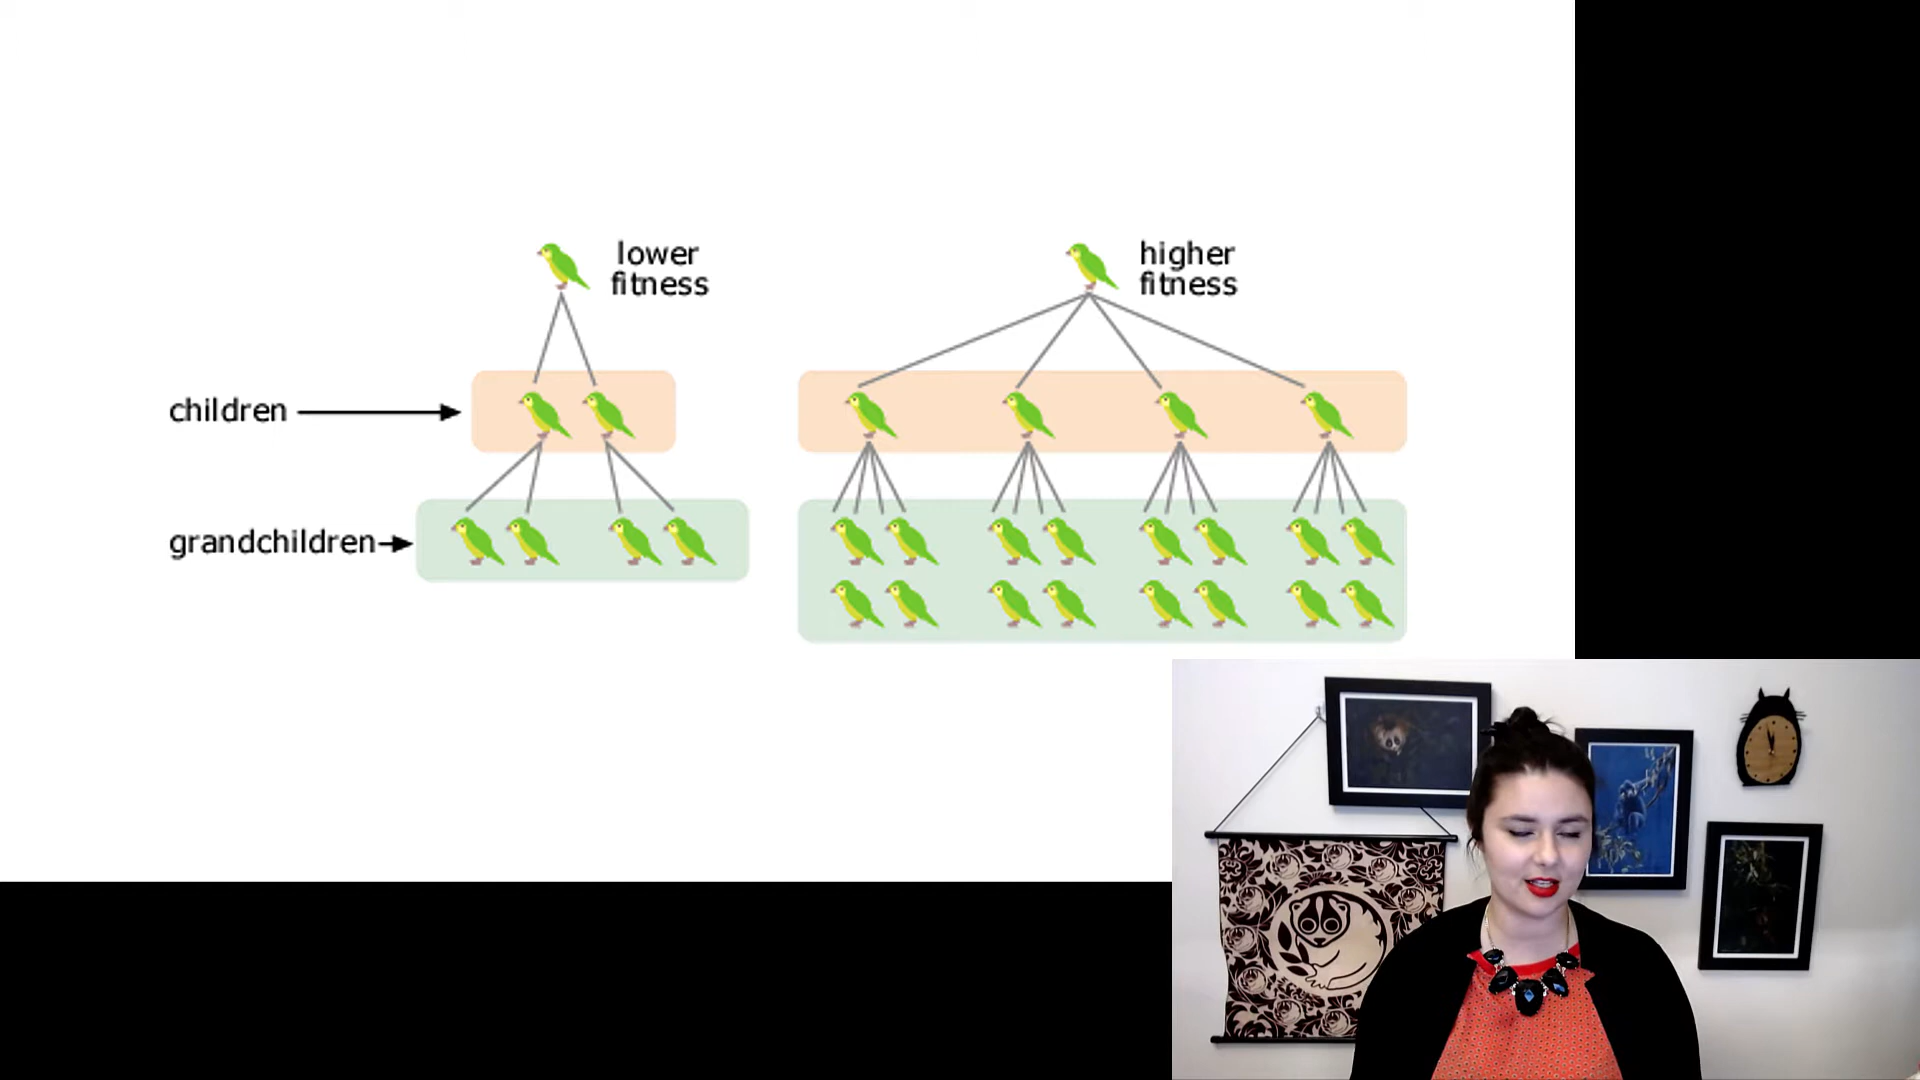 lower
fitness
higher
fitness
children
grandchildren